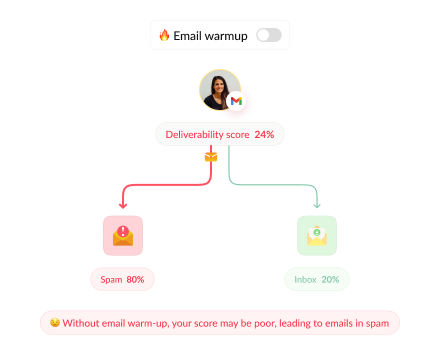 Email warmup
Deliverability score 24%
Spam 80%
Inbox 20%
Without email warm-up, your score may be poor, leading to emails in spam